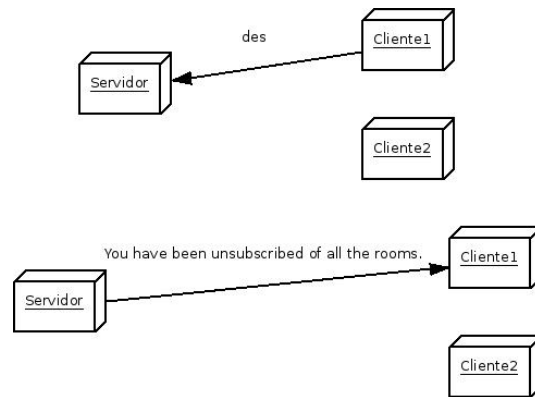 des
Cliente1
Servidor
Cliente2
You have been unsubscribed of all the rooms.
Cliente1
Servidor
Cliente2